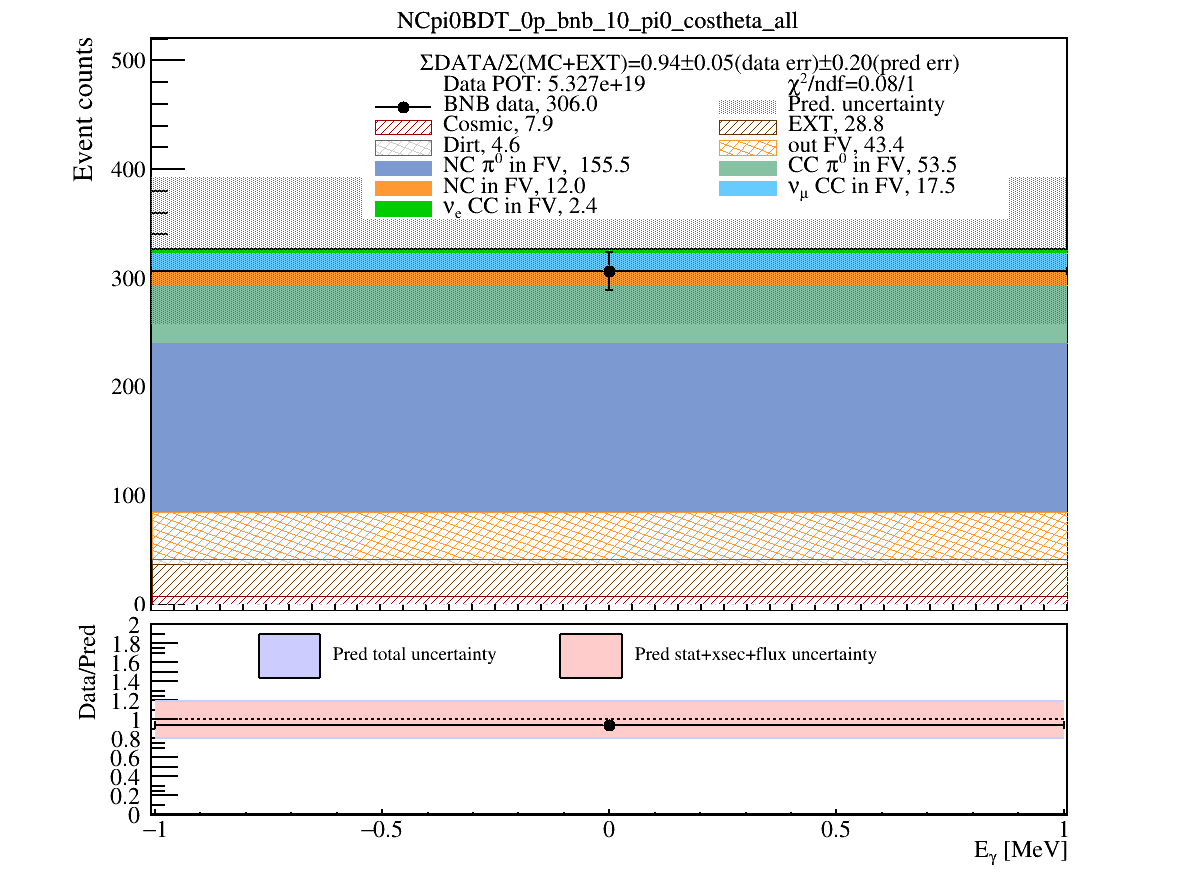 NCpi0BDT_0p_bnb_10_pi0_costheta_all
ΣDATA/Σ(MC+EXT)=0.94±0.05(data err)±0.20(pred err)
Data POT: 5.327e+19 χ²/ndf=0.08/1
BNB data, 306.0 Pred. uncertainty
Cosmic, 7.9 EXT, 28.8
Dirt, 4.6 out FV, 43.4
NC π⁰ in FV, 155.5 CC π⁰ in FV, 53.5
NC in FV, 12.0 νμ CC in FV, 17.5
νe CC in FV, 2.4
Event counts
500
400
300
200
100
0
Pred total uncertainty Pred stat+xsec+flux uncertainty
Data/Pred
2
1.8
1.6
1.4
1.2
1
0.8
0.6
0.4
0.2
0
−1 −0.5 0 0.5 1
Eγ [MeV]